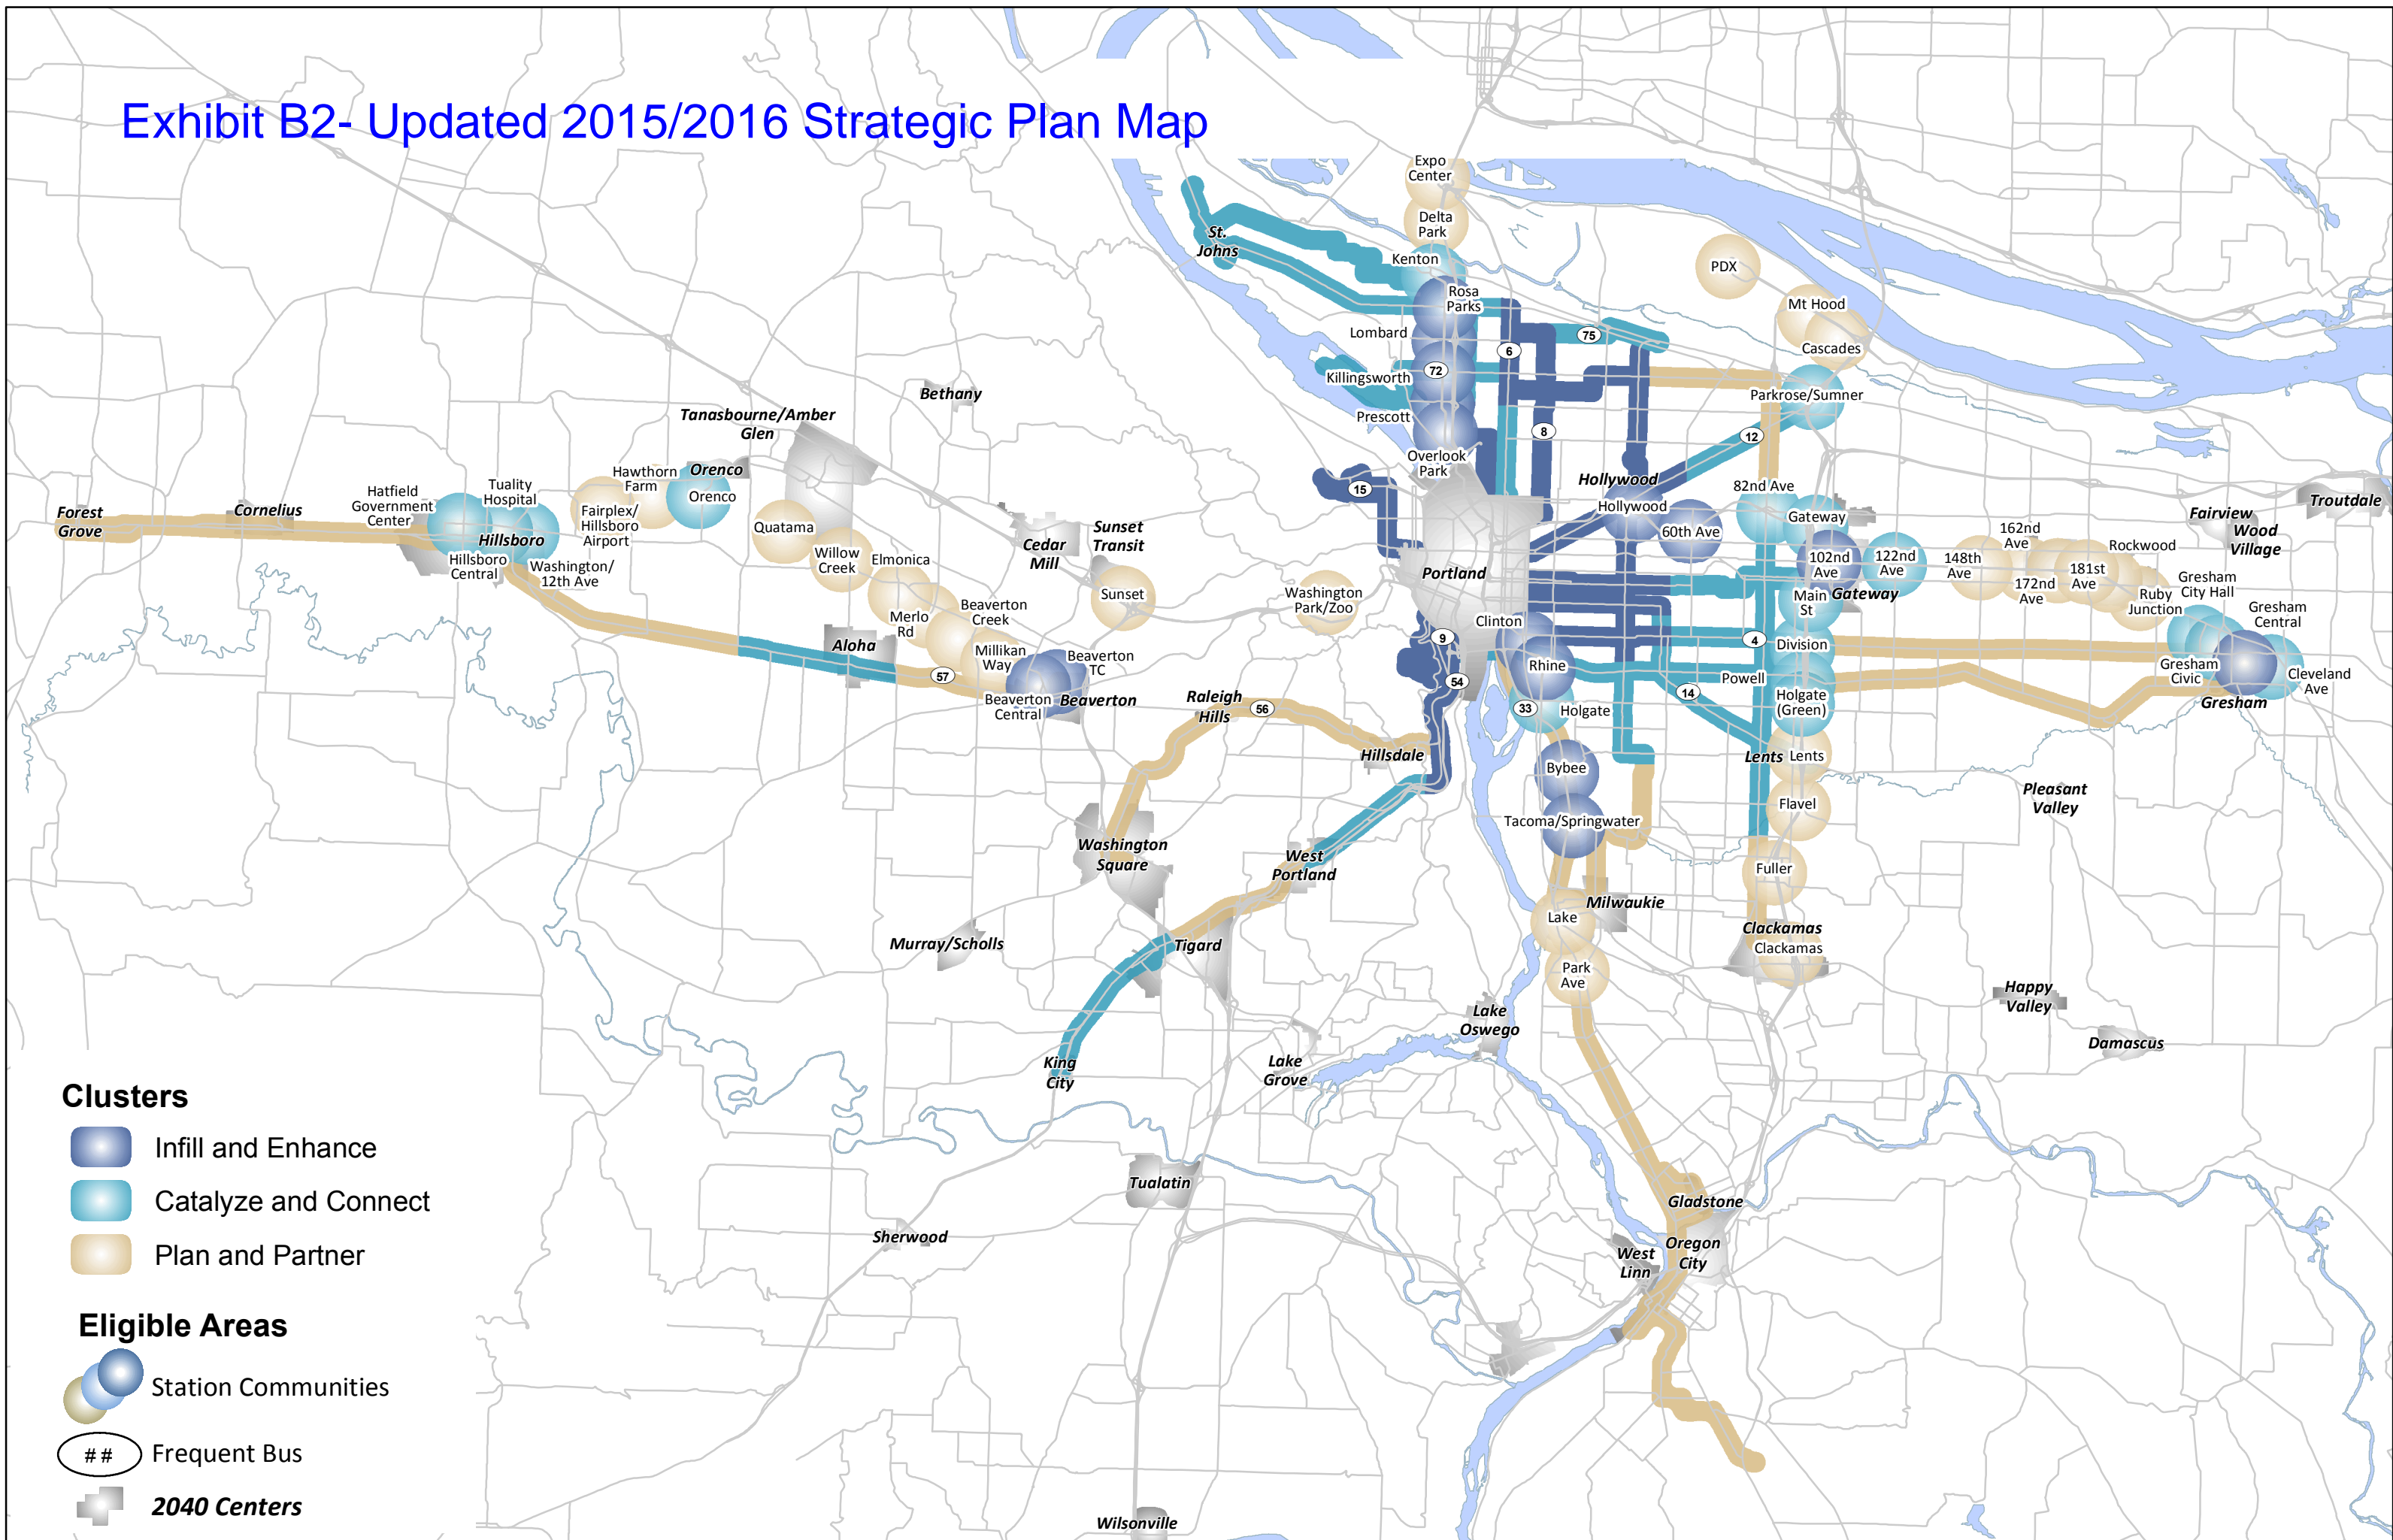 Exhibit B2- Updated 2015/2016 Strategic Plan Map
Expo
Center
Delta
Park
St.
Johns
Kenton
PDX
Rosa
Parks
Mt Hood
Lombard
75
6
Cascades
72
Killingsworth
Bethany
Parkrose/Sumner
Tanasbourne/Amber
Glen
Prescott
8
12
Overlook
Park
Hawthorn
Farm
Orenco
Orenco
Tuality
Hospital
Hatfield
Government
Center
15
Hollywood
Hollywood
82nd Ave
Troutdale
Forest
Grove
Cornelius
Fairplex/
Hillsboro
Airport
Quatama
Gateway
Fairview
Wood
Village
Sunset
Transit
60th Ave
162nd
Ave
Hillsboro
Cedar
Mill
Rockwood
Willow
Creek
Elmonica
102nd
Ave
122nd
Ave
148th
Ave
Hillsboro
Central
Washington/
12th Ave
Portland
181st
Ave
172nd
Ave
Gresham
City Hall
Sunset
Washington
Park/Zoo
Main
St
Gateway
Ruby
Junction
Merlo
Rd
Beaverton
Creek
Gresham
Central
Clinton
Aloha
9
4
Division
Millikan
Way
Beaverton
TC
Rhine
57
54
Powell
Gresham
Civic
Cleveland
Ave
Beaverton
Central
Beaverton
Raleigh
Hills
56
14
Holgate
(Green)
33
Holgate
Gresham
Hillsdale
Lents
Lents
Bybee
Pleasant
Valley
Flavel
Tacoma/Springwater
Washington
Square
West
Portland
Fuller
Milwaukie
Lake
Murray/Scholls
Tigard
Clackamas
Clackamas
Park
Ave
Happy
Valley
Lake
Oswego
Damascus
King
City
Lake
Grove
Clusters
Infill and Enhance
Catalyze and Connect
Plan and Partner
Tualatin
Gladstone
Sherwood
Oregon
City
West
Linn
Eligible Areas
Station Communities
##
Frequent Bus
2040 Centers
Wilsonville